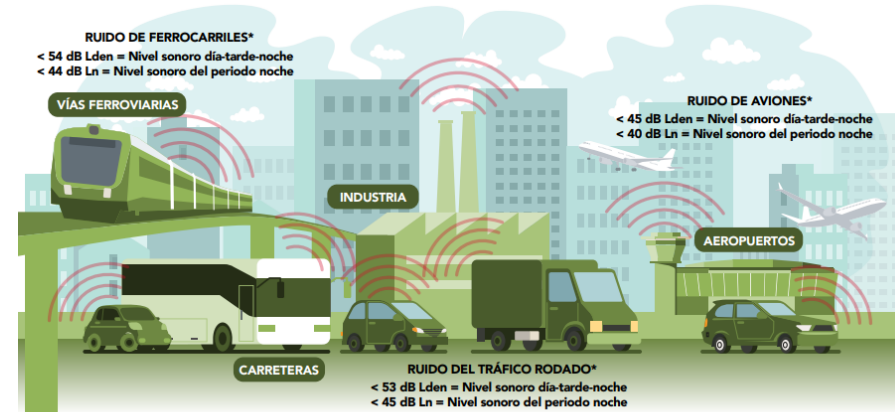 RUIDO DE FERROCARRILES*
< 54 dB Lden = Nivel sonoro día-tarde-noche
< 44 dB Ln = Nivel sonoro del periodo noche
VÍAS FERROVIARIAS
RUIDO DE AVIONES*
< 45 dB Lden = Nivel sonoro día-tarde-noche
< 40 dB Ln = Nivel sonoro del periodo noche
INDUSTRIA
AEROPUERTOS
CARRETERAS
RUIDO DEL TRÁFICO RODADO*
< 53 dB Lden = Nivel sonoro día-tarde-noche
< 45 dB Ln = Nivel sonoro del periodo noche